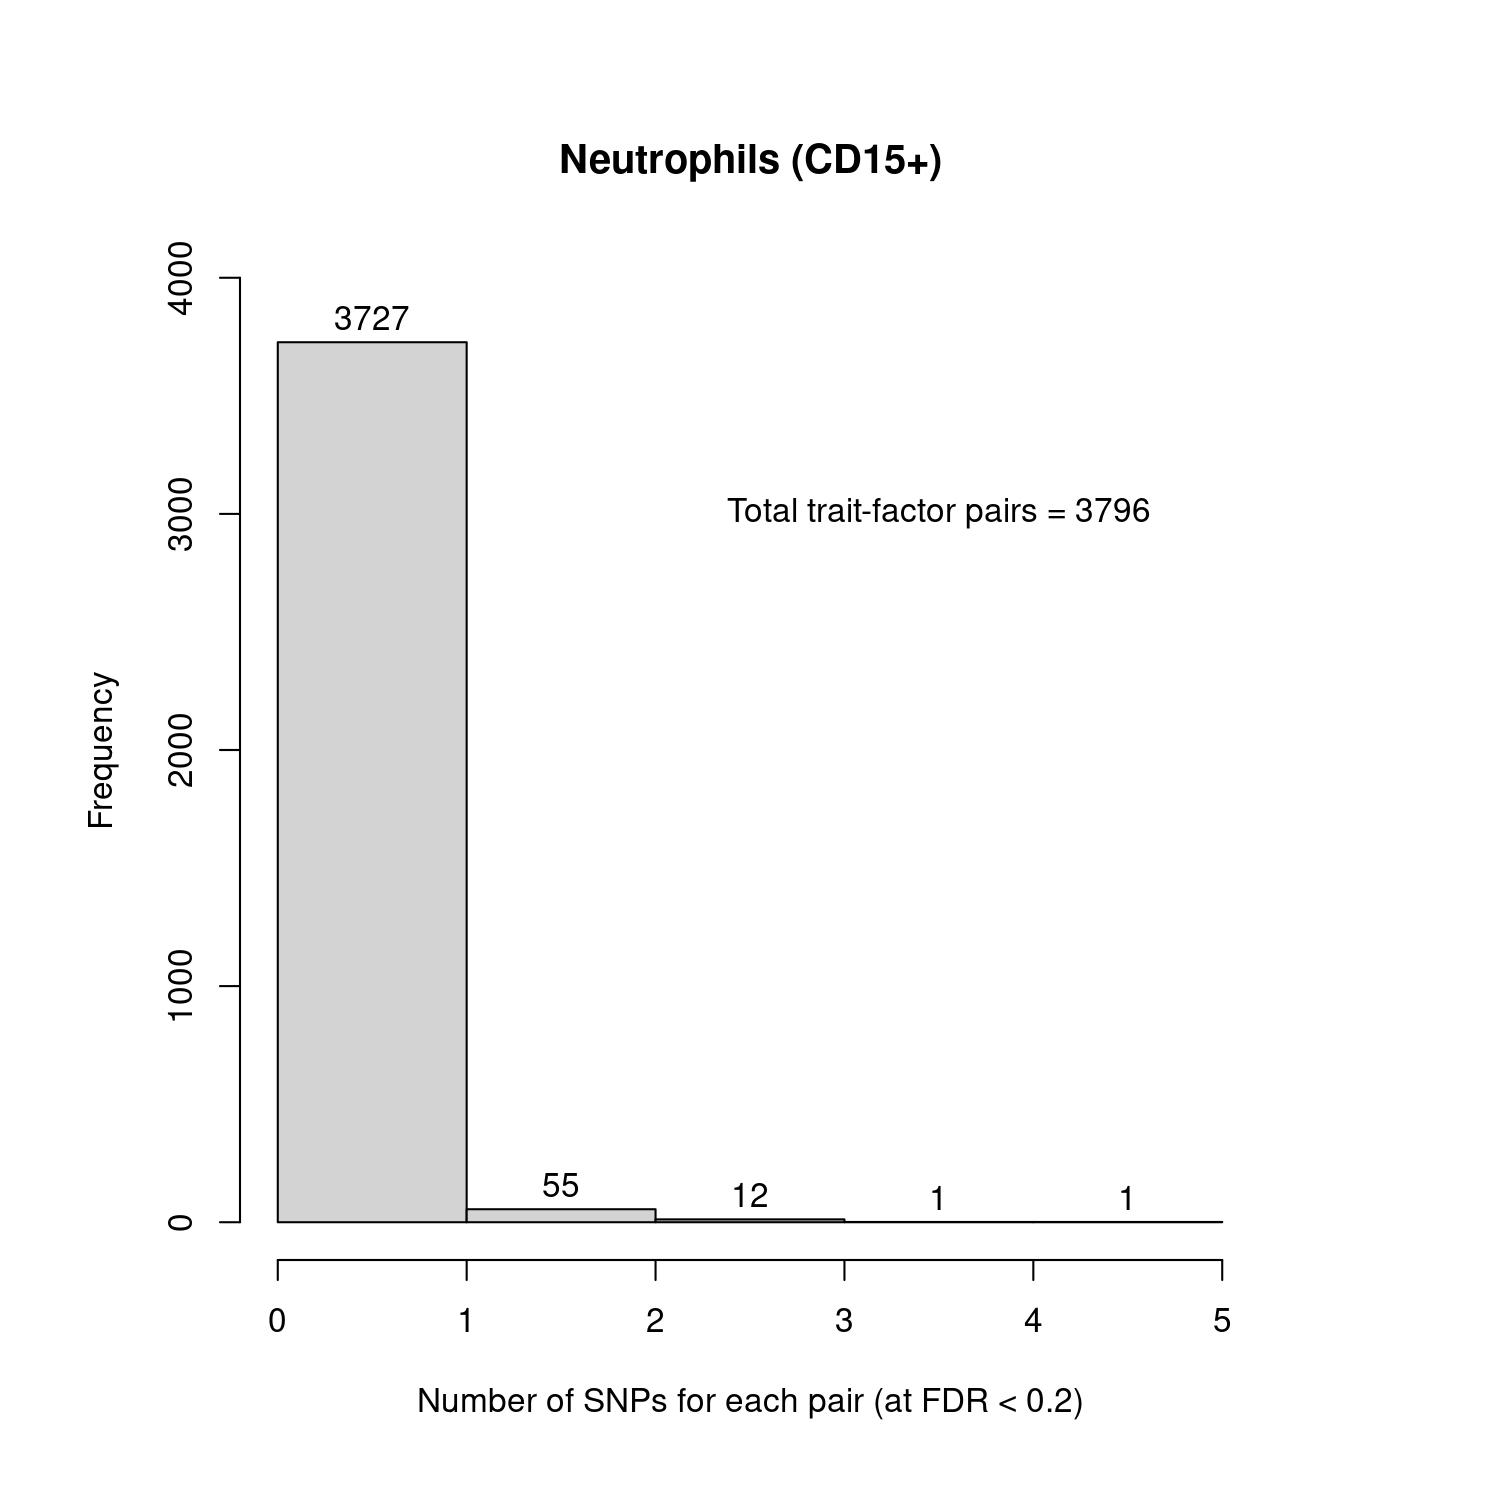 Neutrophils (CD15+)
4000
3000
2000
1000
0
Frequency
3727
55
12
1
1
Total trait-factor pairs = 3796
0 1 2 3 4 5
Number of SNPs for each pair (at FDR < 0.2)